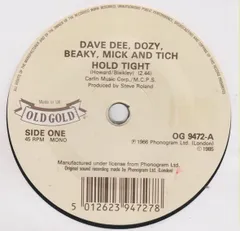 DAVE DEE, DOZY,
BEAKY, MICK AND TICH
HOLD TIGHT
(Howard/Blaikley) (2.44)
Carlin Music Corp./M.C.P.S.
Produced by Steve Roland
Made in UK
OLD GOLD
SIDE ONE
45 RPM MONO
OG 9472-A
Ⓟ 1966 Phonogram Ltd. (London)
© 1985
Manufactured under license from Phonogram Ltd. (London)
Original sound recording made by Phonogram Ltd. (London)
5 012623 947278